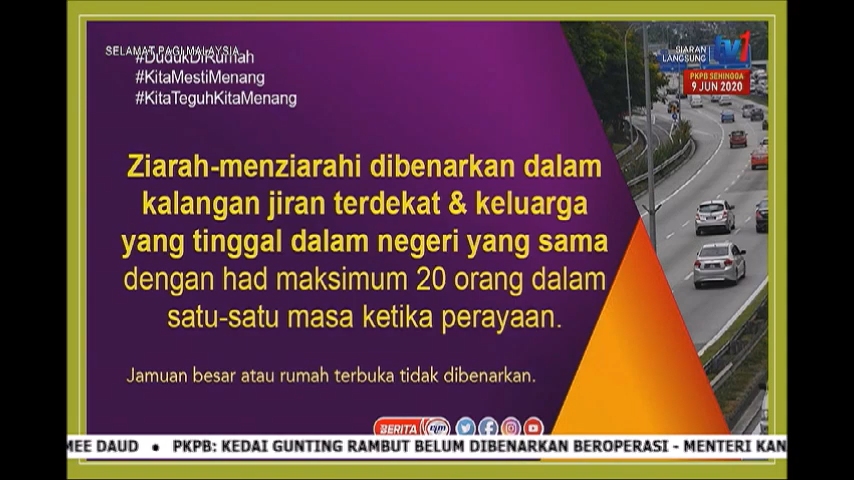 SELAMAT PAGI MALAYSIA
#DudukDiRumah
#KitaMestiMenang
#KitaTeguhKitaMenang
SIARAN
LANGSUNG
tv1
PKPB SEHINGGA
9 JUN 2020
Ziarah-menziarahi dibenarkan dalam
kalangan jiran terdekat & keluarga
yang tinggal dalam negeri yang sama
dengan had maksimum 20 orang dalam
satu-satu masa ketika perayaan.
Jamuan besar atau rumah terbuka tidak dibenarkan.
BERITA rtm
MEE DAUD • PKPB: KEDAI GUNTING RAMBUT BELUM DIBENARKAN BEROPERASI - MENTERI KAN